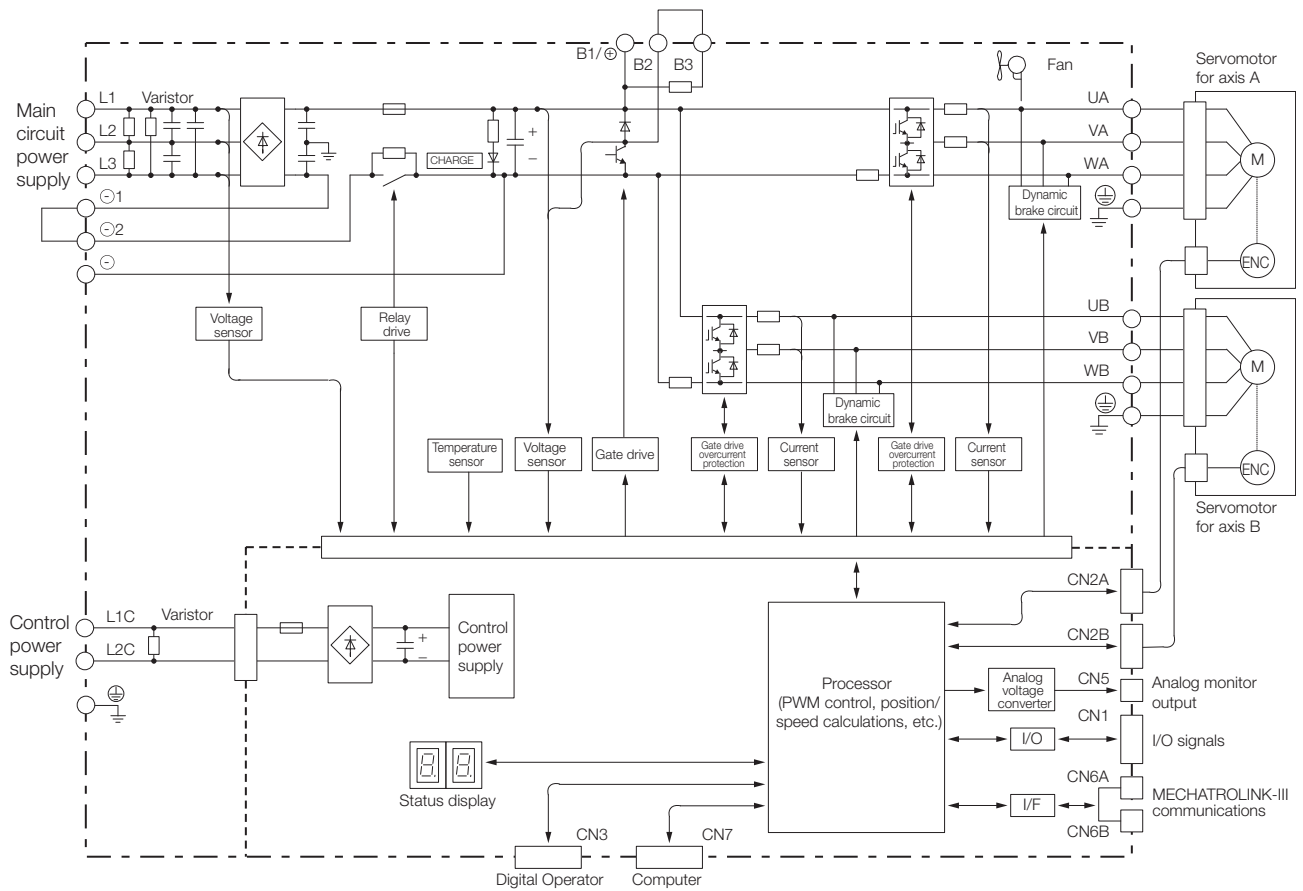 B1/⊕
B2
B3
Fan
Servomotor
for axis A
Main
circuit
power
supply
L1
Varistor
L2
L3
⊖1
⊖2
⊖
CHARGE
+
–
UA
VA
WA
M
Dynamic
brake circuit
ENC
Voltage
sensor
Relay
drive
UB
VB
WB
M
Dynamic
brake circuit
Temperature
sensor
Voltage
sensor
Gate drive
Gate drive
overcurrent
protection
Current
sensor
Gate drive
overcurrent
protection
Current
sensor
ENC
Servomotor
for axis B
Control
power
supply
L1C
Varistor
L2C
+
–
Control
power
supply
Processor
(PWM control, position/
speed calculations, etc.)
CN2A
CN2B
Analog
voltage
converter
CN5
Analog monitor
output
CN1
I/O
I/O signals
CN6A
I/F
MECHATROLINK-III
communications
CN6B
8. 8.
Status display
CN3
CN7
Digital Operator
Computer